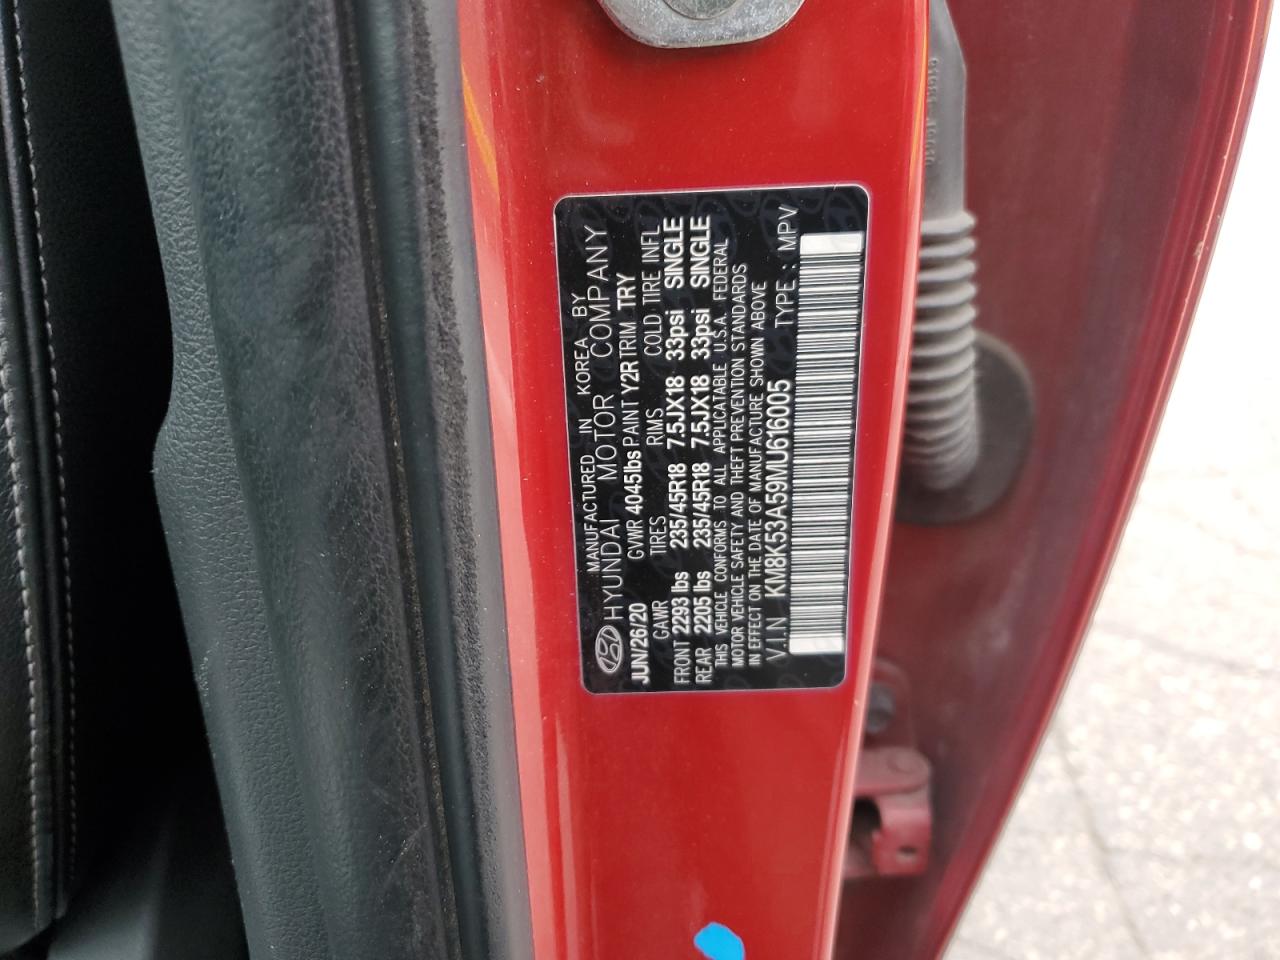 MANUFACTURED IN KOREA BY
HYUNDAI MOTOR COMPANY
JUN/26/20 GVWR 4045lbs PAINT Y2R TRIM TRY
GAWR TIRES RIMS COLD TIRE INFL
FRONT 2293 lbs 235/45R18 7.5JX18 33psi SINGLE
REAR 2205 lbs 235/45R18 7.5JX18 33psi SINGLE
THIS VEHICLE CONFORMS TO ALL APPLICATABLE U.S.A. FEDERAL
MOTOR VEHICLE SAFETY AND THEFT PREVENTION STANDARDS
IN EFFECT ON THE DATE OF MANUFACTURE SHOWN ABOVE
V.I.N KM8K53A59MU616005 TYPE : MPV